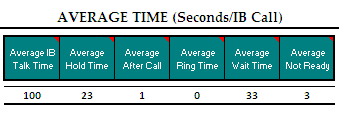 AVERAGE TIME (Seconds/IB Call)
Average IB Talk Time Average Hold Time Average After Call Average Ring Time Average Wait Time Average Not Ready
100 23 1 0 33 3